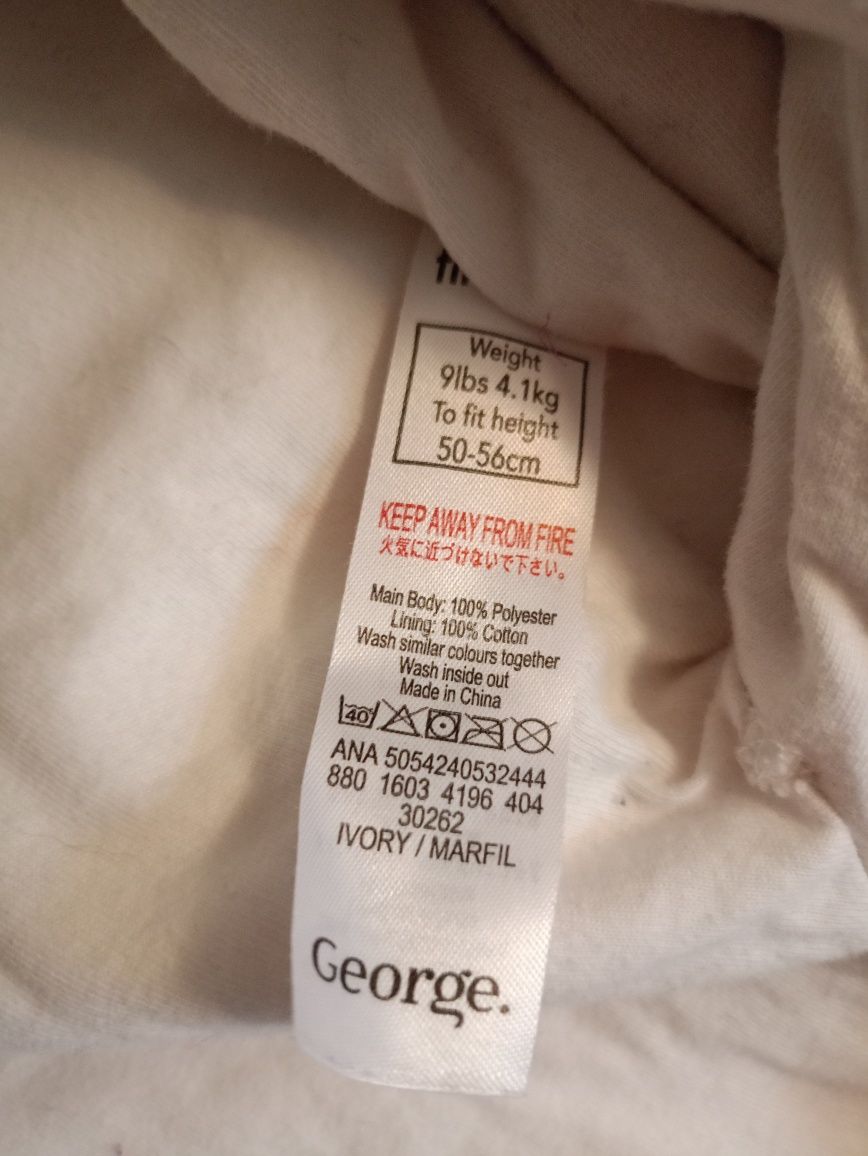 Weight
9lbs 4.1kg
To fit height
50-56cm
KEEP AWAY FROM FIRE
火気に近づけないで下さい。
Main Body: 100% Polyester
Lining: 100% Cotton
Wash similar colours together
Wash inside out
Made in China
40
ANA 5054240532444
880 1603 4196 404
30262
IVORY / MARFIL
George.